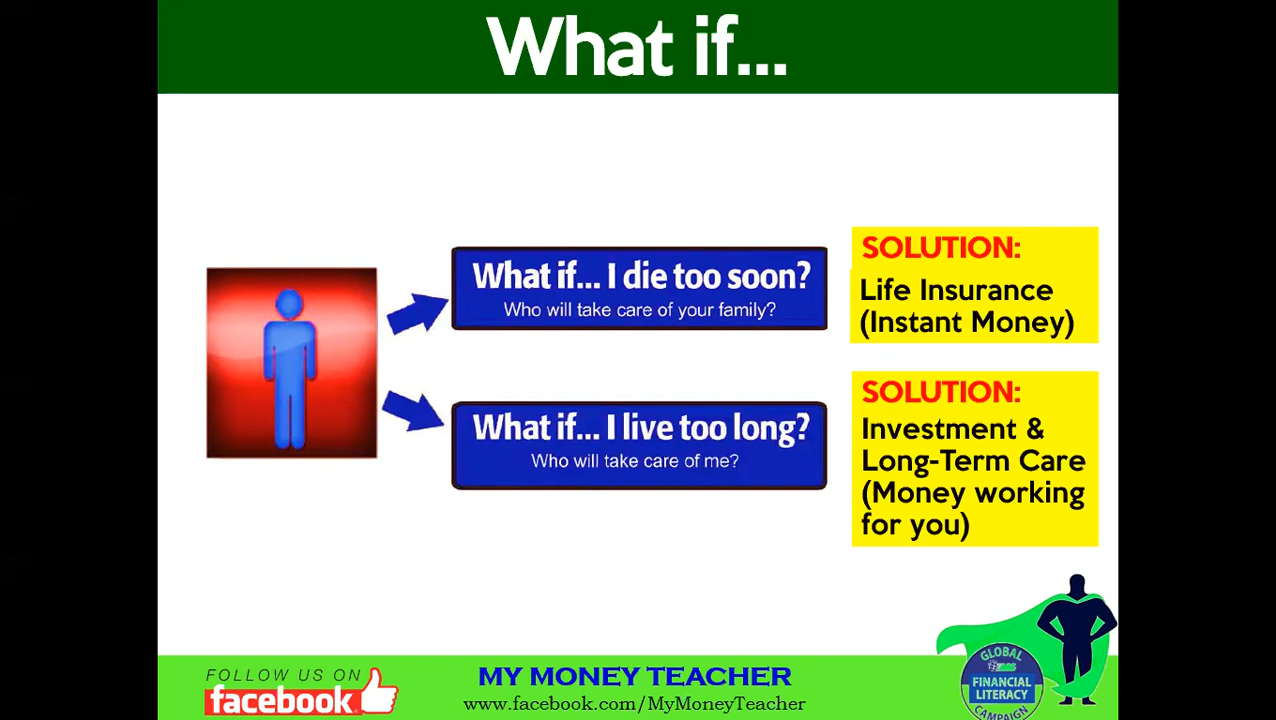 What if...
What if... I die too soon?
Who will take care of your family?
SOLUTION:
Life Insurance
(Instant Money)
What if... I live too long?
Who will take care of me?
SOLUTION:
Investment &
Long-Term Care
(Money working
for you)
FOLLOW US ON
facebook
MY MONEY TEACHER
www.facebook.com/MyMoneyTeacher
GLOBAL
FINANCIAL
LITERACY
CAMPAIGN